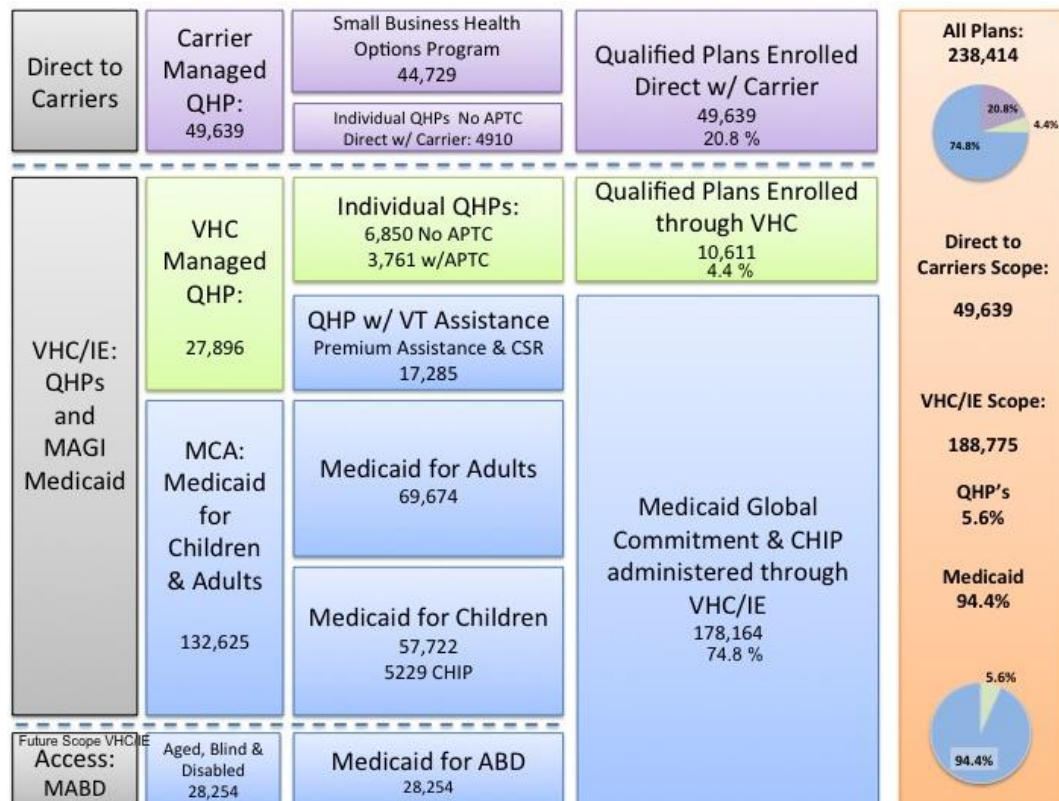 Direct to
Carriers
Carrier
Managed
QHP:
49,639
Small Business Health
Options Program
44,729
Individual QHPs No APTC
Direct w/ Carrier: 4910
Qualified Plans Enrolled
Direct w/ Carrier
49,639
20.8 %
VHC/IE:
QHPs
and
MAGI
Medicaid
VHC
Managed
QHP:
27,896
Individual QHPs:
6,850 No APTC
3,761 w/APTC
Qualified Plans Enrolled
through VHC
10,611
4.4 %
QHP w/ VT Assistance
Premium Assistance & CSR
17,285
MCA:
Medicaid
for
Children
& Adults
132,625
Medicaid for Adults
69,674
Medicaid for Children
57,722
5229 CHIP
Medicaid Global
Commitment & CHIP
administered through
VHC/IE
178,164
74.8 %
Future Scope VHC/IE
Access:
MABD
Aged, Blind &
Disabled
28,254
Medicaid for ABD
28,254
All Plans:
238,414
20.8%
4.4%
74.8%
Direct to
Carriers Scope:
49,639
VHC/IE Scope:
188,775
QHP's
5.6%
Medicaid
94.4%
5.6%
94.4%